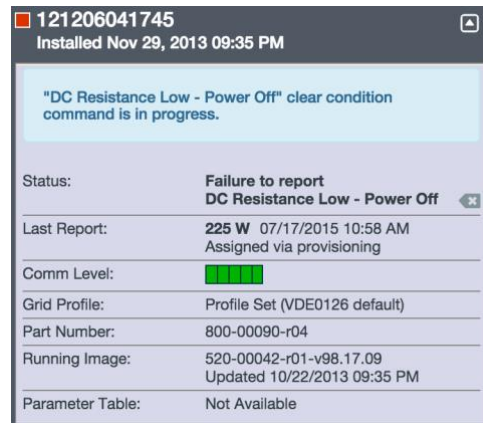 121206041745
Installed Nov 29, 2013 09:35 PM
"DC Resistance Low - Power Off" clear condition
command is in progress.
Status: Failure to report
DC Resistance Low - Power Off
Last Report: 225 W 07/17/2015 10:58 AM
Assigned via provisioning
Comm Level:
Grid Profile: Profile Set (VDE0126 default)
Part Number: 800-00090-r04
Running Image: 520-00042-r01-v98.17.09
Updated 10/22/2013 09:35 PM
Parameter Table: Not Available